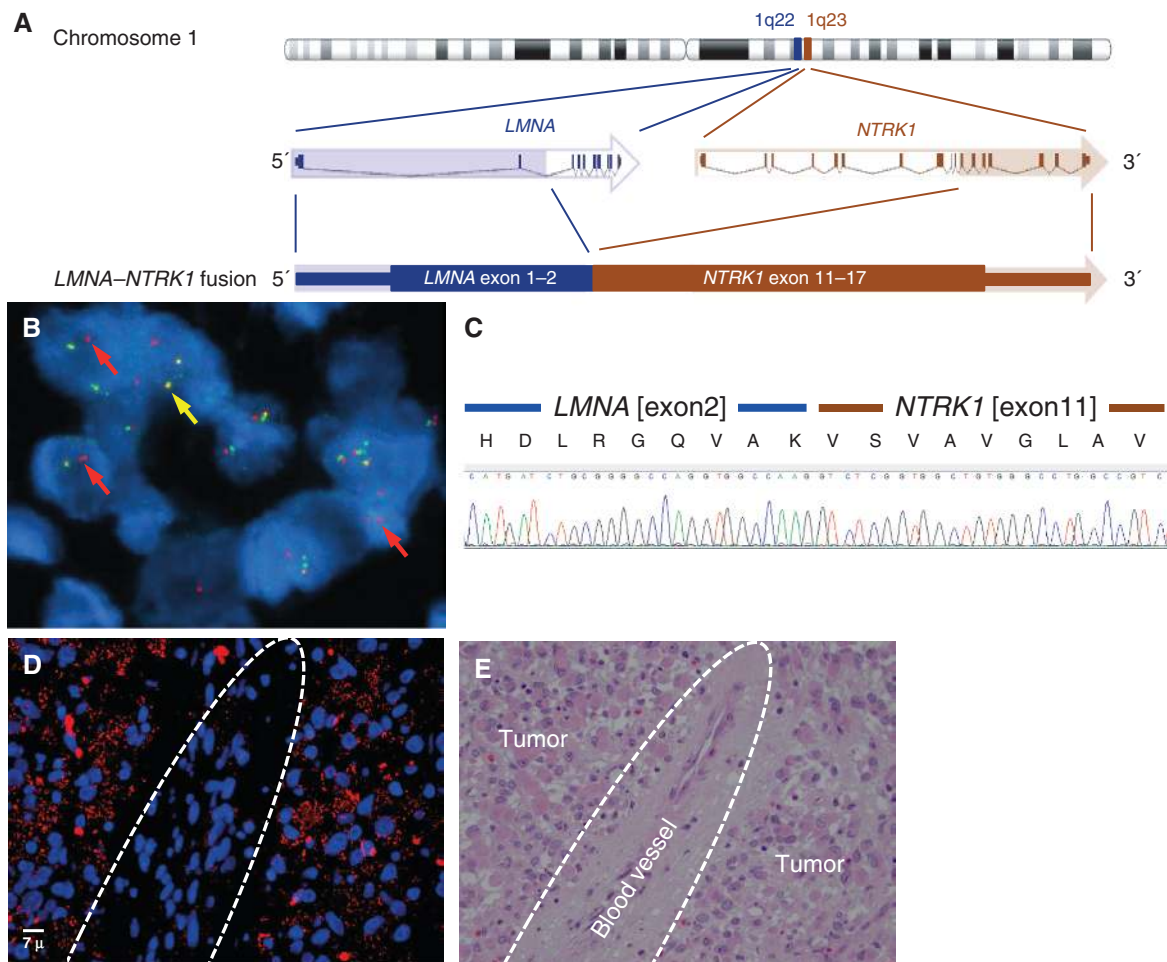 A
Chromosome 1
1q22 1q23
LMNA
NTRK1
5´
3´
LMNA–NTRK1 fusion
5´
LMNA exon 1–2
NTRK1 exon 11–17
3´
B
C
LMNA [exon2]
NTRK1 [exon11]
H D L R G Q V A K V S V A V G L A V
C A T G A T C T G C G G G G C C A G G T G G C C A A G G T C T C G G T G G C T G T G G G C C T G G C C G T C
D
7 μ
E
Tumor
Blood vessel
Tumor